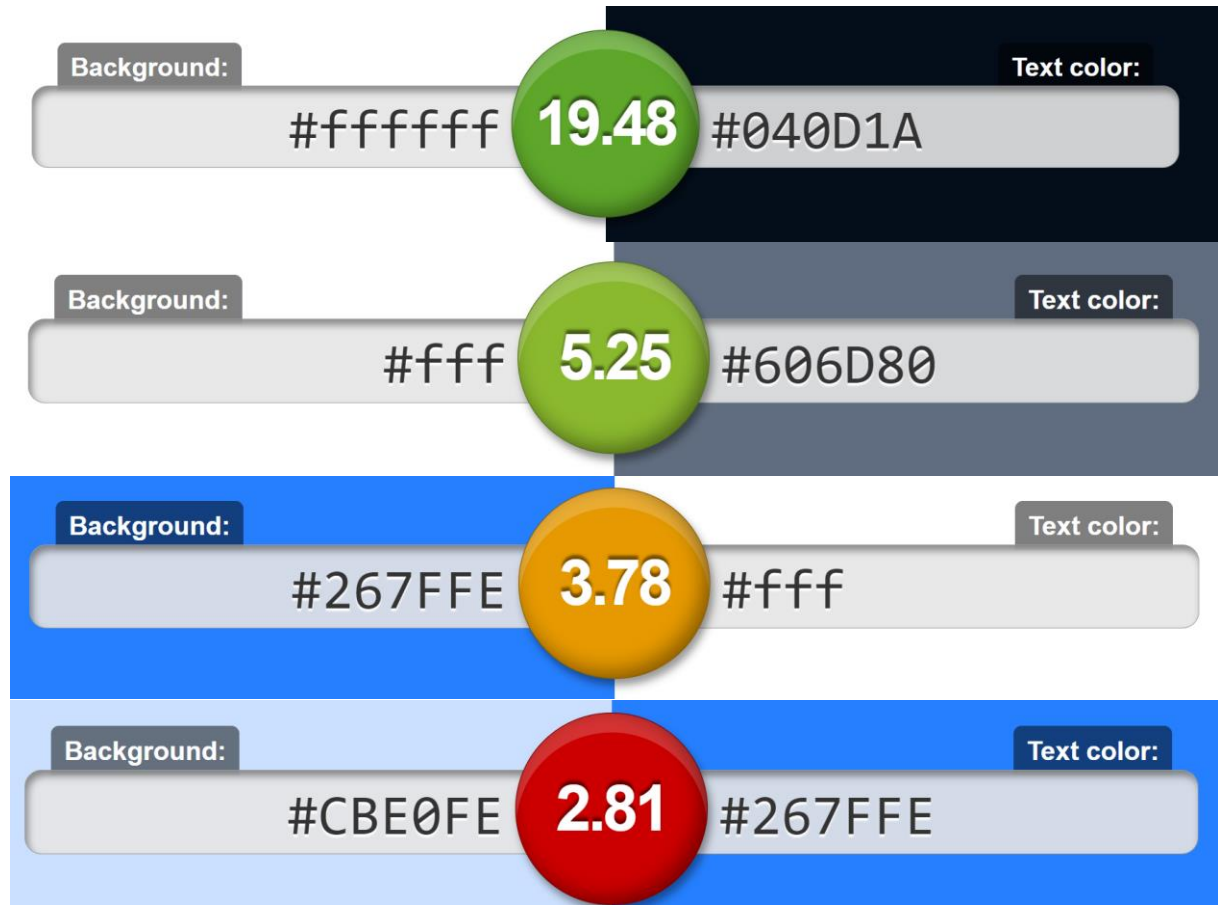 Background: Text color:
#ffffff 19.48 #040D1A
Background: Text color:
#fff 5.25 #606D80
Background: Text color:
#267FFE 3.78 #fff
Background: Text color:
#CBE0FE 2.81 #267FFE